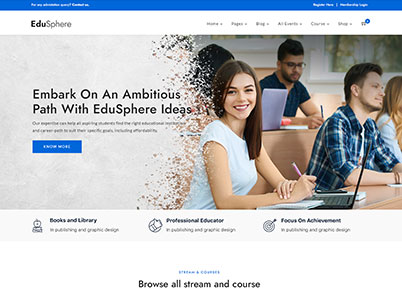 For any admission query? Contact us.
Register Now | Membership Login
EduSphere
Home Pages Blog All Events Course Shop
0
Embark On An Ambitious
Path With EduSphere Ideas
Our expertise can help all aspiring students find the right educational institutions
and career path to suit their specific goals, including affordability.
KNOW MORE
Books and Library
In publishing and graphic design
Professional Educator
In publishing and graphic design
Focus On Achievement
In publishing and graphic design
STREAM & COURSES
Browse all stream and course